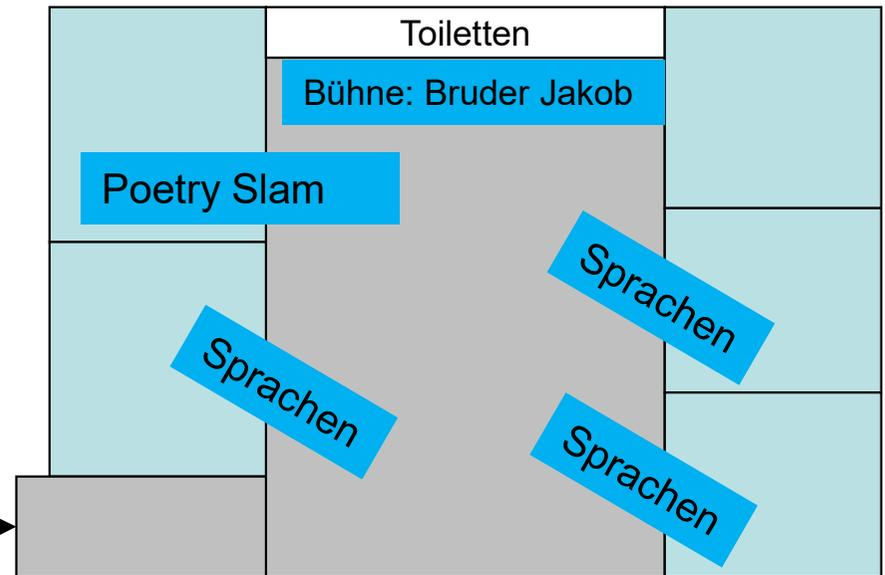 Toiletten
Bühne: Bruder Jakob
Poetry Slam
Sprachen
Sprachen
Sprachen